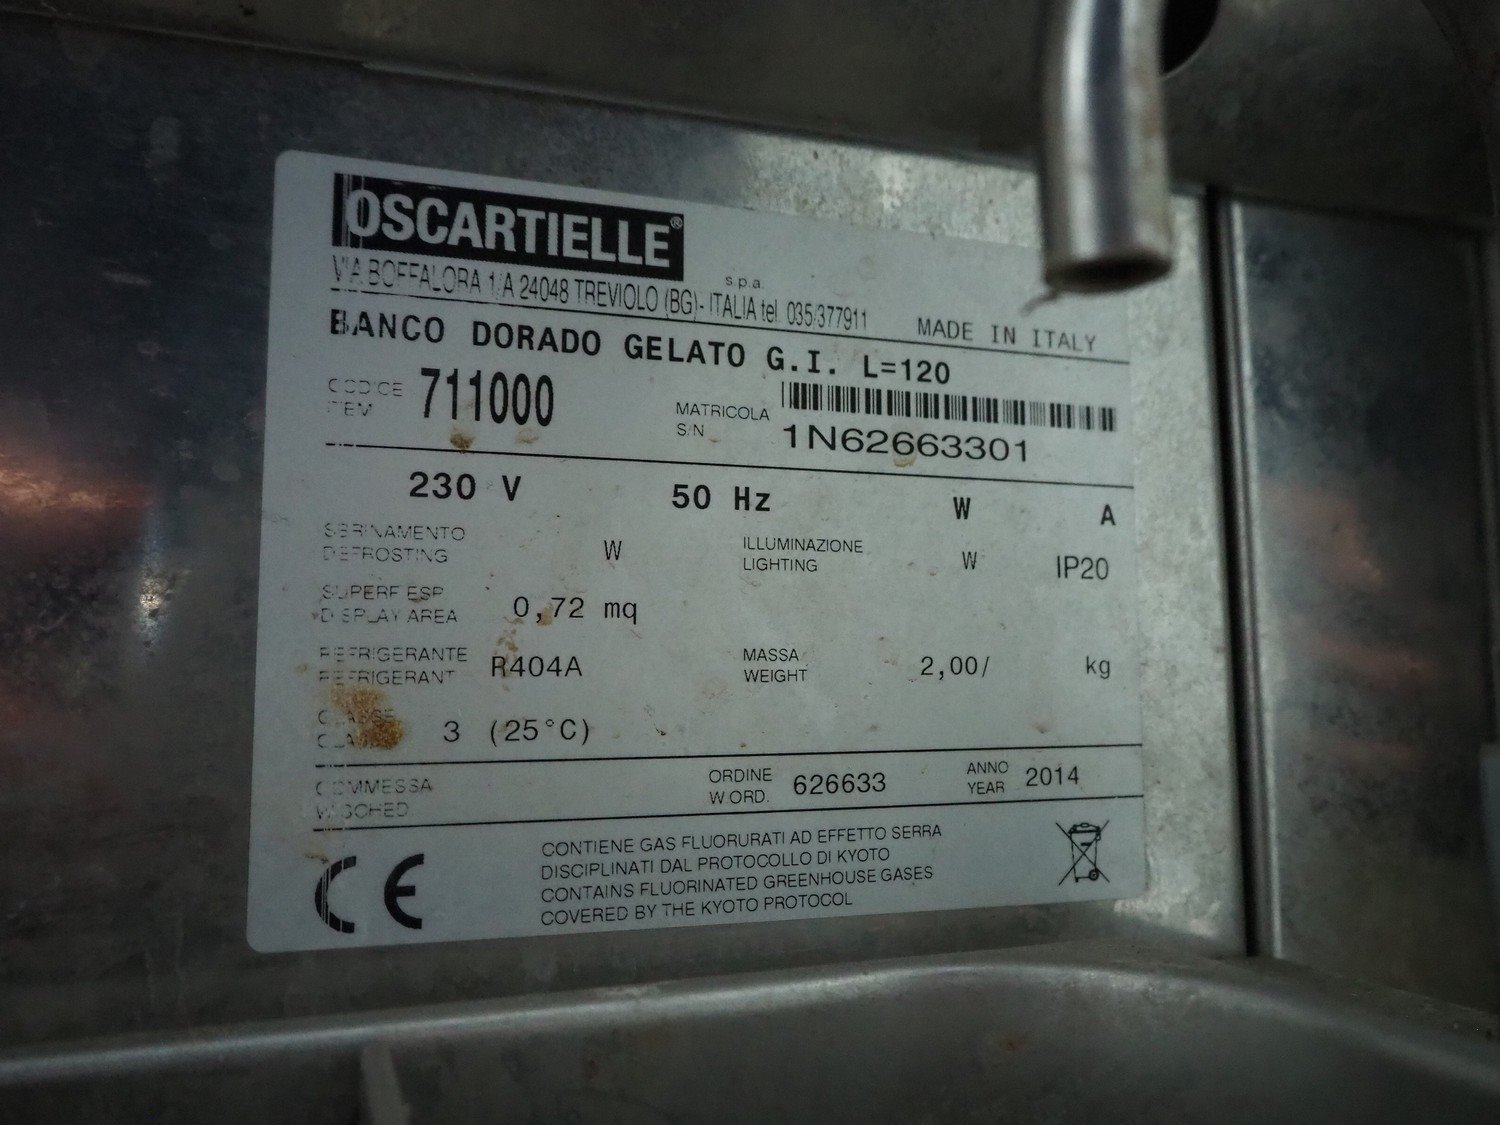 OSCARTIELLE®
s.p.a.
VIA BOFFALORA 1/A 24048 TREVIOLO (BG)- ITALIA tel. 035/377911
MADE IN ITALY
BANCO DORADO GELATO G.I. L=120
CODICE
ITEM
711000
MATRICOLA
S/N
1N62663301
230 V 50 Hz W A
SBRINAMENTO
DEFROSTING
W
ILLUMINAZIONE
LIGHTING
W IP20
SUPERF ESP
DISPLAY AREA
0,72 mq
REFRIGERANTE
REFRIGERANT
R404A
MASSA
WEIGHT
2,00/ kg
CLASSE
CLASS
3 (25°C)
COMMESSA
W.SCHED
ORDINE
W ORD.
626633
ANNO
YEAR
2014
CE
CONTIENE GAS FLUORURATI AD EFFETTO SERRA
DISCIPLINATI DAL PROTOCOLLO DI KYOTO
CONTAINS FLUORINATED GREENHOUSE GASES
COVERED BY THE KYOTO PROTOCOL